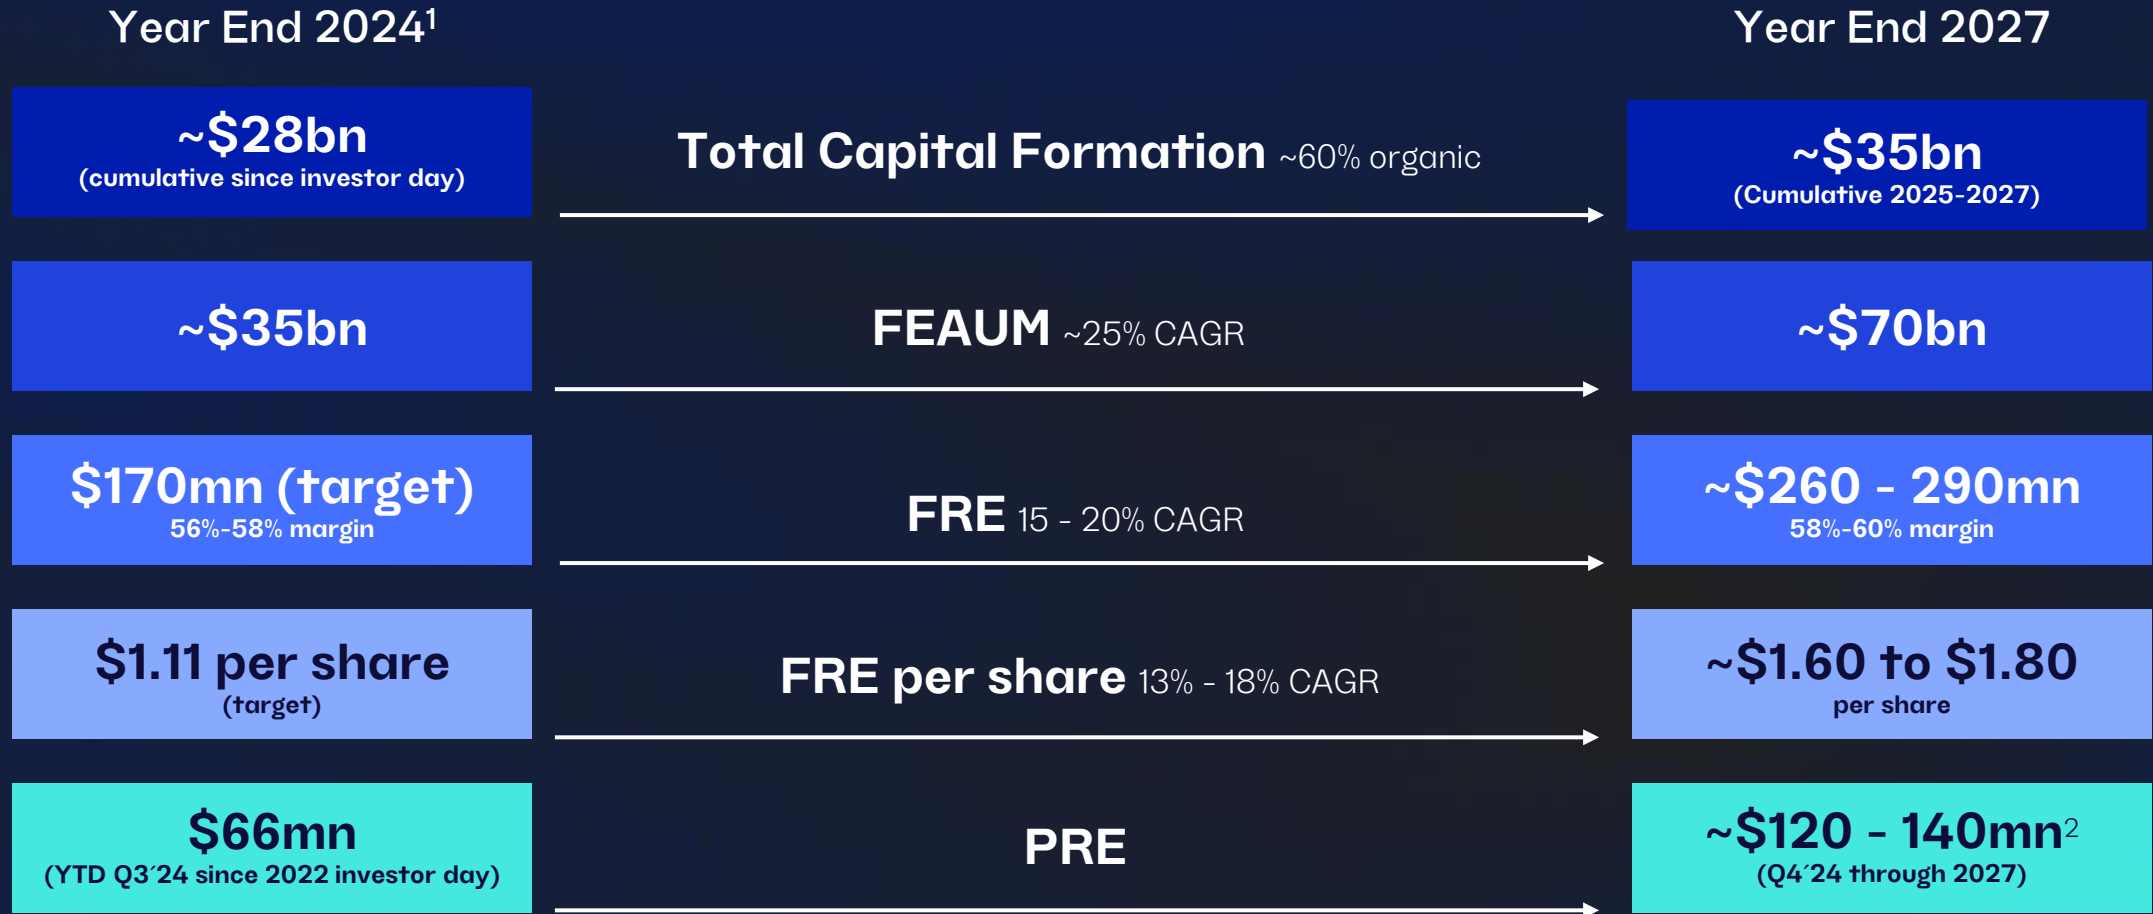 Year End 2024¹
Year End 2027
~$28bn
(cumulative since investor day)
Total Capital Formation ~60% organic
~$35bn
(Cumulative 2025-2027)
~$35bn
FEAUM ~25% CAGR
~$70bn
$170mn (target)
56%-58% margin
FRE 15 - 20% CAGR
~$260 - 290mn
58%-60% margin
$1.11 per share
(target)
FRE per share 13% - 18% CAGR
~$1.60 to $1.80
per share
$66mn
(YTD Q3´24 since 2022 investor day)
PRE
~$120 - 140mn²
(Q4´24 through 2027)